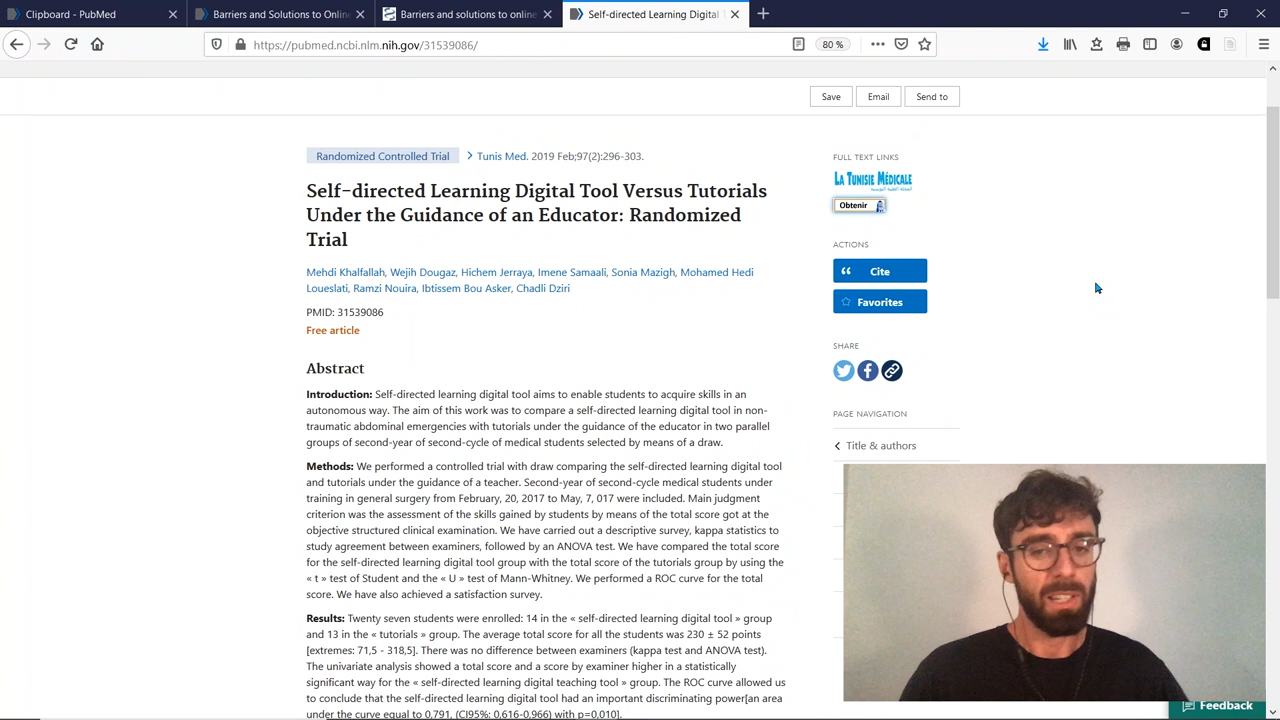 Clipboard - PubMed
Barriers and Solutions to Online
Barriers and solutions to online
Self-directed Learning Digital T
https://pubmed.ncbi.nlm.nih.gov/31539086/
80 %
Save
Email
Send to
Randomized Controlled Trial
Tunis Med. 2019 Feb;97(2):296-303.
Self-directed Learning Digital Tool Versus Tutorials
Under the Guidance of an Educator: Randomized
Trial
Mehdi Khalfallah, Wejih Dougaz, Hichem Jerraya, Imene Samaali, Sonia Mazigh, Mohamed Hedi
Loueslati, Ramzi Nouira, Ibtissem Bou Asker, Chadli Dziri
PMID: 31539086
Free article
Abstract
Introduction: Self-directed learning digital tool aims to enable students to acquire skills in an
autonomous way. The aim of this work was to compare a self-directed learning digital tool in non-
traumatic abdominal emergencies with tutorials under the guidance of the educator in two parallel
groups of second-year of second-cycle of medical students selected by means of a draw.
Methods: We performed a controlled trial with draw comparing the self-directed learning digital tool
and tutorials under the guidance of a teacher. Second-year of second-cycle medical students under
training in general surgery from February, 20, 2017 to May, 7, 017 were included. Main judgment
criterion was the assessment of the skills gained by students by means of the total score got at the
objective structured clinical examination. We have carried out a descriptive survey, kappa statistics to
study agreement between examiners, followed by an ANOVA test. We have compared the total score
for the self-directed learning digital tool group with the total score of the tutorials group by using the
« t » test of Student and the « U » test of Mann-Whitney. We performed a ROC curve for the total
score. We have also achieved a satisfaction survey.
Results: Twenty seven students were enrolled: 14 in the « self-directed learning digital tool » group
and 13 in the « tutorials » group. The average total score for all the students was 230 ± 52 points
[extremes: 71,5 - 318,5]. There was no difference between examiners (kappa test and ANOVA test).
The univariate analysis showed a total score and a score by examiner higher in a statistically
significant way for the « self-directed learning digital teaching tool » group. The ROC curve allowed us
to conclude that the self-directed learning digital tool had an important discriminating power[an area
under the curve equal to 0,791, (CI95%: 0,616-0,966) with p=0,010].
FULL TEXT LINKS
LA TUNISIE MÉDICALE
Obtenir
ACTIONS
Cite
Favorites
SHARE
PAGE NAVIGATION
Title & authors
Feedback